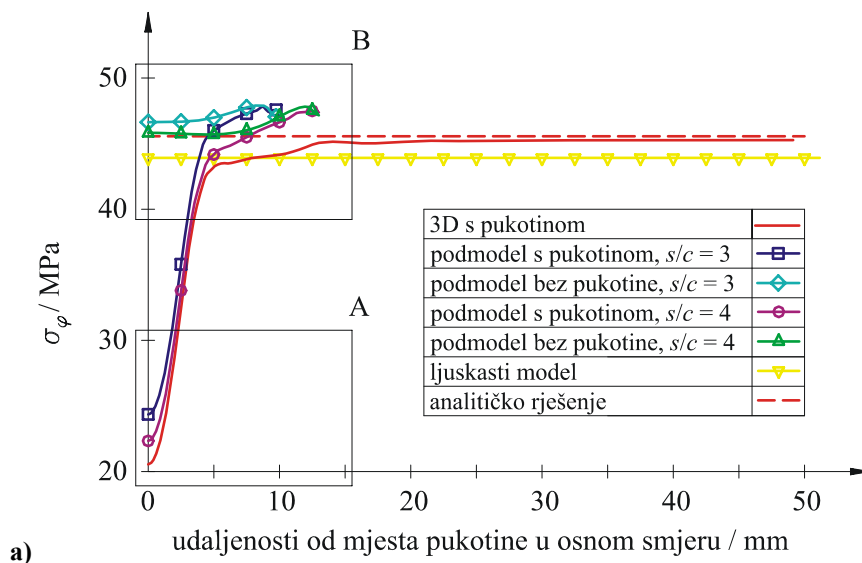 B
50
40
A
30
20
σφ / MPa
3D s pukotinom
podmodel s pukotinom, s/c = 3
podmodel bez pukotine, s/c = 3
podmodel s pukotinom, s/c = 4
podmodel bez pukotine, s/c = 4
ljuskasti model
analitičko rješenje
0 10 20 30 40 50
udaljenosti od mjesta pukotine u osnom smjeru / mm
a)